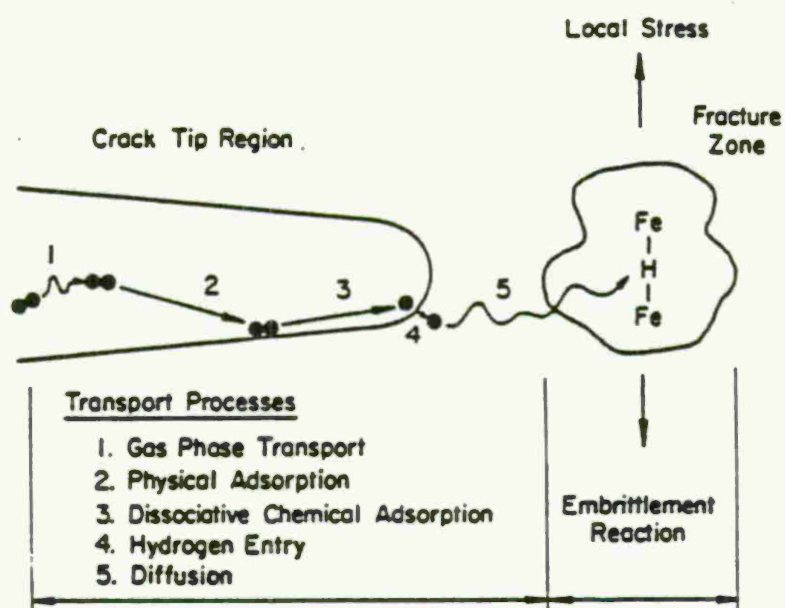 Local Stress
Fracture
Zone
Crack Tip Region
Fe
H
Fe
1
2
3
4
5
Transport Processes
1. Gas Phase Transport
2. Physical Adsorption
3. Dissociative Chemical Adsorption
4. Hydrogen Entry
5. Diffusion
Embrittlement
Reaction